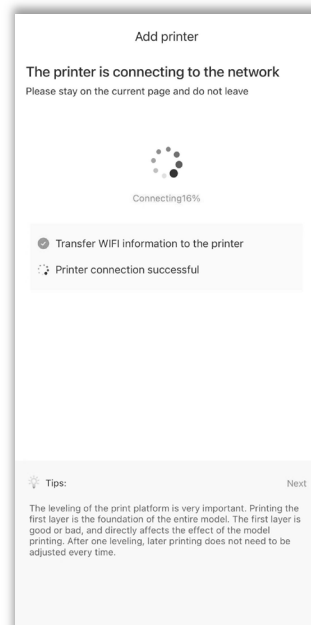 Add printer
The printer is connecting to the network
Please stay on the current page and do not leave
Connecting16%
Transfer WIFI information to the printer
Printer connection successful
Tips:
Next
The leveling of the print platform is very important. Printing the
first layer is the foundation of the entire model. The first layer is
good or bad, and directly affects the effect of the model
printing. After one leveling, later printing does not need to be
adjusted every time.